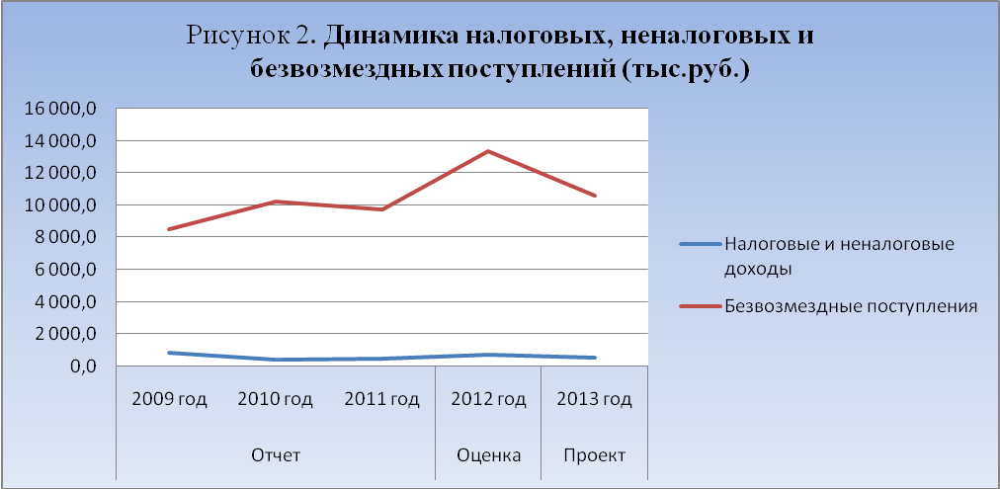 Рисунок 2. Динамика налоговых, неналоговых и
безвозмездных поступлений (тыс.руб.)
16 000,0
14 000,0
12 000,0
10 000,0
8 000,0
6 000,0
4 000,0
2 000,0
0,0
2009 год
2010 год
2011 год
2012 год
2013 год
Отчет
Оценка
Проект
Налоговые и неналоговые
доходы
Безвозмездные поступления